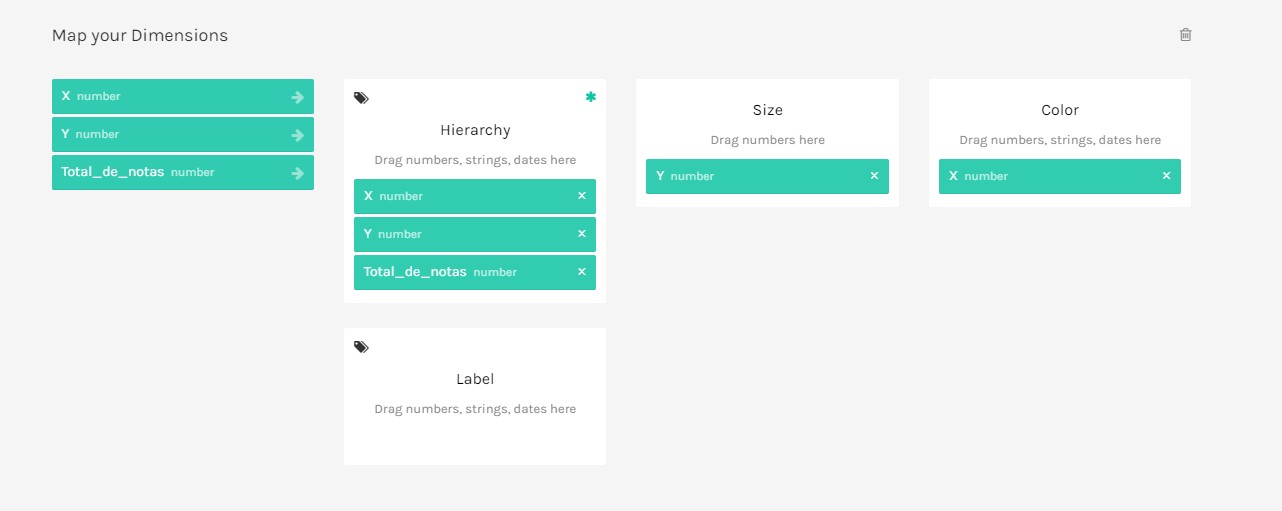 Map your Dimensions
X number
Y number
Total_de_notas number
Hierarchy
Drag numbers, strings, dates here
X number
Y number
Total_de_notas number
Label
Drag numbers, strings, dates here
Size
Drag numbers here
Y number
Color
Drag numbers, strings, dates here
X number